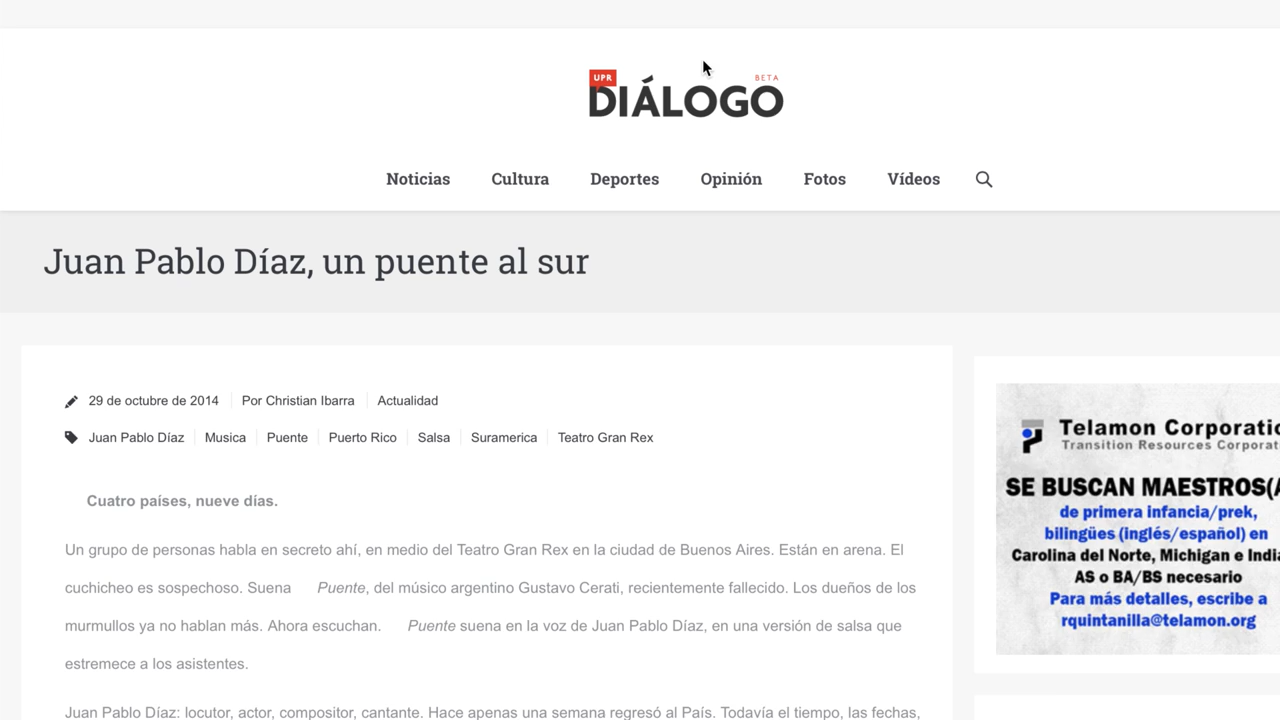 UPR
BETA
DIÁLOGO
Noticias Cultura Deportes Opinión Fotos Vídeos
Juan Pablo Díaz, un puente al sur
29 de octubre de 2014 Por Christian Ibarra Actualidad
Juan Pablo Díaz Musica Puente Puerto Rico Salsa Suramerica Teatro Gran Rex
Cuatro países, nueve días.
Un grupo de personas habla en secreto ahí, en medio del Teatro Gran Rex en la ciudad de Buenos Aires. Están en arena. El
cuchicheo es sospechoso. Suena Puente, del músico argentino Gustavo Cerati, recientemente fallecido. Los dueños de los
murmullos ya no hablan más. Ahora escuchan. Puente suena en la voz de Juan Pablo Díaz, en una versión de salsa que
estremece a los asistentes.
Juan Pablo Díaz: locutor, actor, compositor, cantante. Hace apenas una semana regresó al País. Todavía el tiempo, las fechas,
Telamon Corporatio
Transition Resources Corporat
SE BUSCAN MAESTROS(A
de primera infancia/prek,
bilingües (inglés/español) en
Carolina del Norte, Michigan e India
AS o BA/BS necesario
Para más detalles, escribe a
rquintanilla@telamon.org